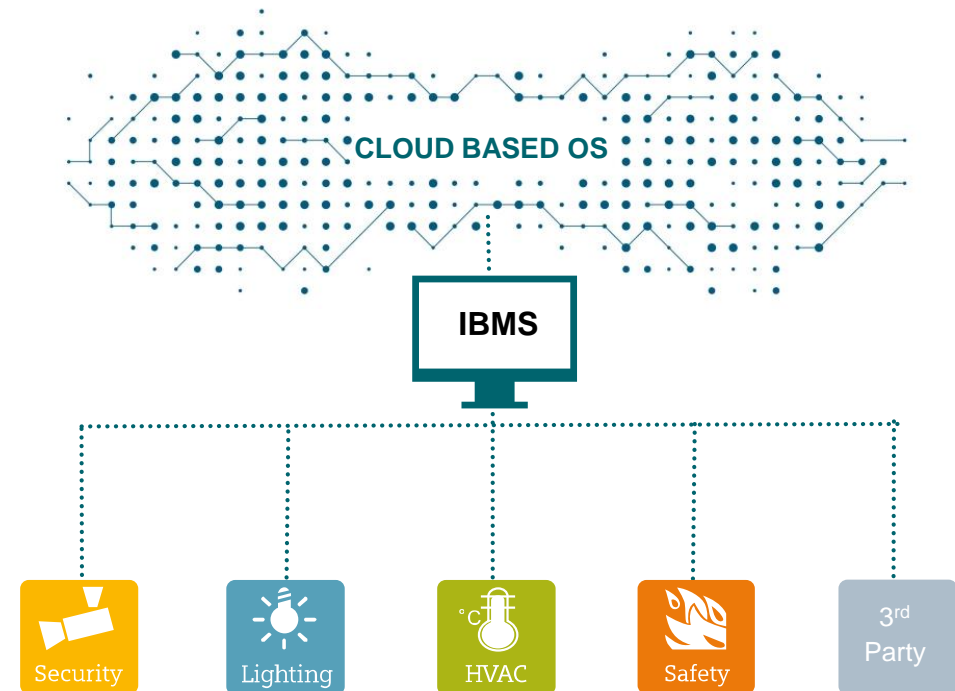 CLOUD BASED OS
IBMS
Security
Lighting
°C
HVAC
Safety
3rd
Party